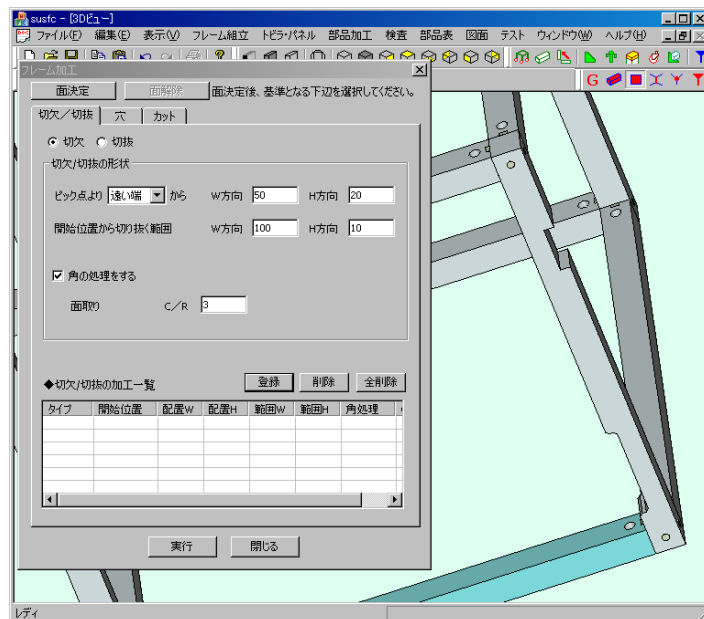 susfc - [3Dビュー]
ファイル(F) 編集(E) 表示(V) フレーム組立 トビラ・パネル 部品加工 検査 部品表 図面 テスト ウィンドウ(W) ヘルプ(H)
フレーム加工
面決定 面解除 面決定後、基準となる下辺を選択してください。
G
切欠／切抜 穴 カット
切欠 切抜
切欠/切抜の形状
ピック点より 遠い端 から W方向 50 H方向 20
開始位置から切り抜く範囲 W方向 100 H方向 10
角の処理をする
面取り C／R 3
◆切欠/切抜の加工一覧 登録 削除 全削除
タイプ 開始位置 配置W 配置H 範囲W 範囲H 角処理
実行 閉じる
レディ